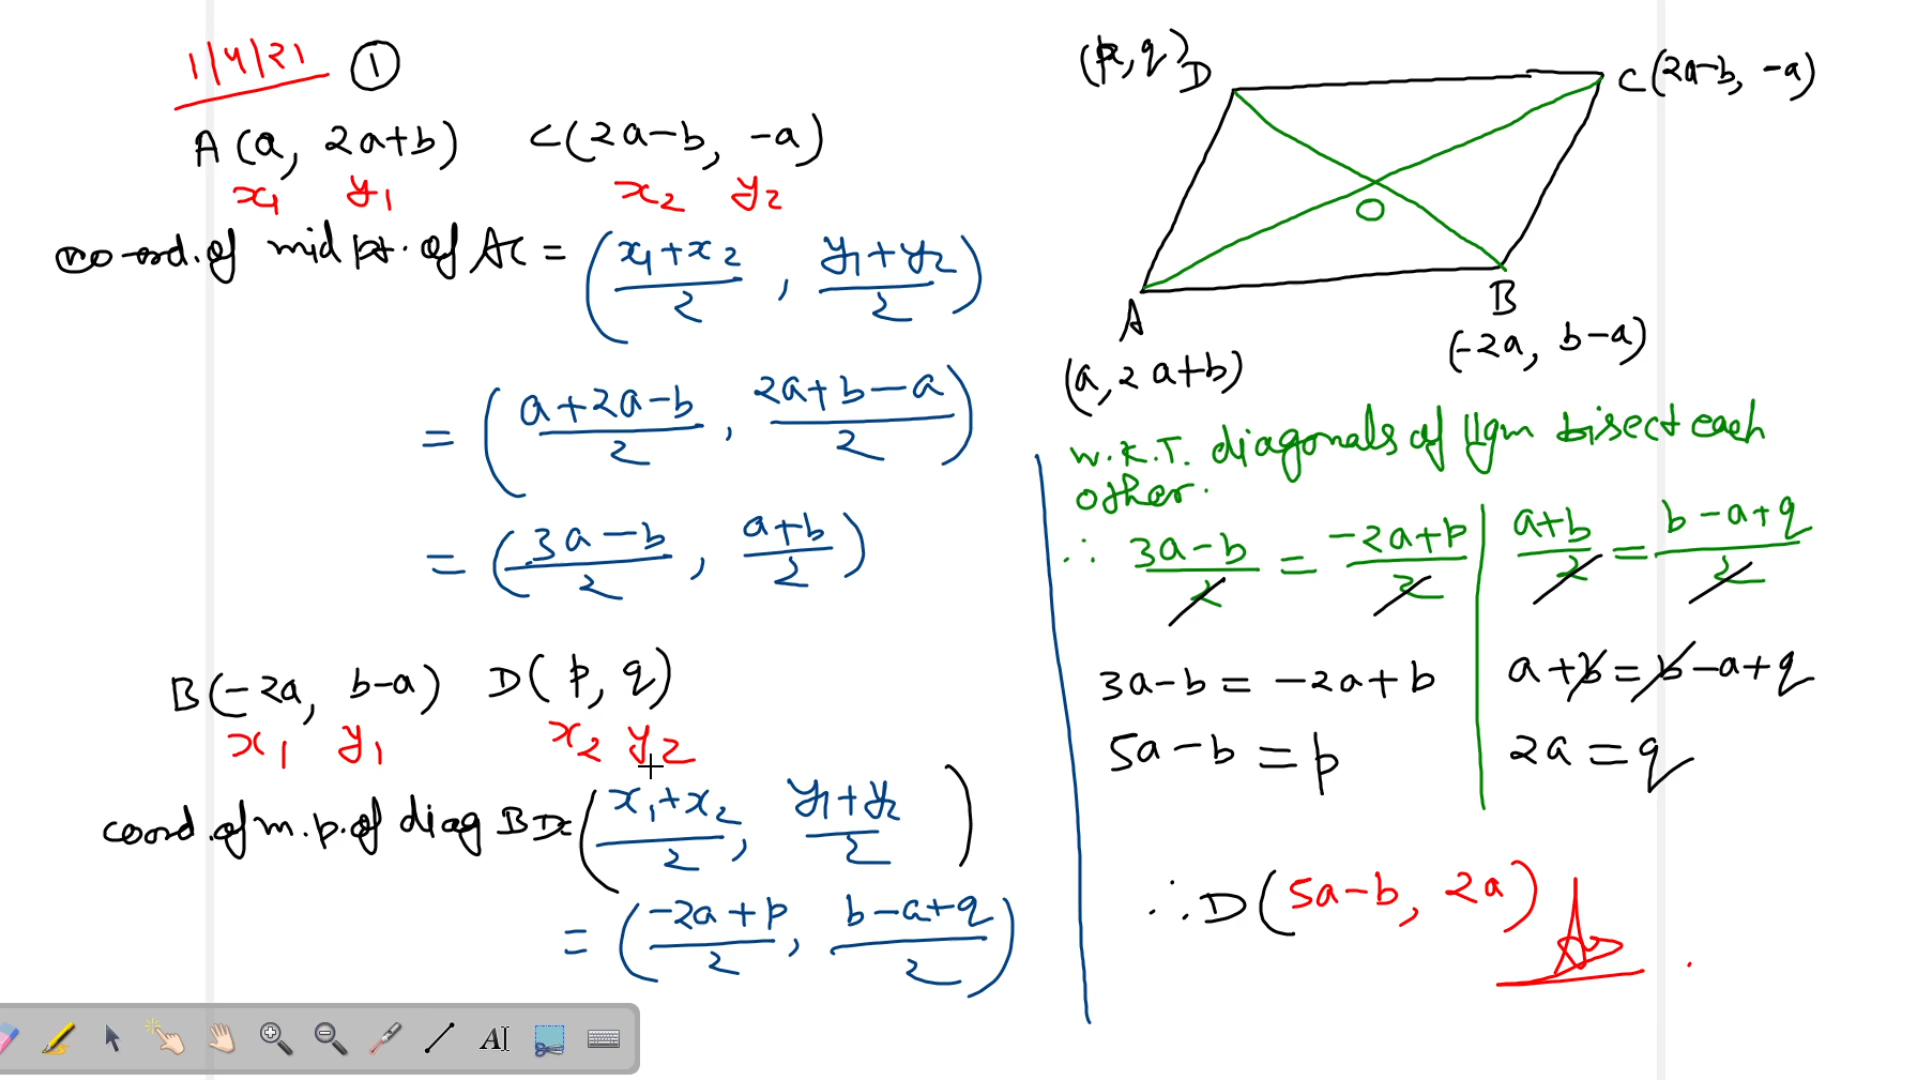 1/4/21 ①
A (a, 2a+b) C(2a-b, -a)
x₁ y₁ x₂ y₂
co-ord. of mid pt. of AC = (x₁+x₂/2 , y₁+y₂/2)
= (a+2a-b/2 , 2a+b-a/2)
= (3a-b/2 , a+b/2)
B(-2a, b-a) D(p, q)
x₁ y₁ x₂ y₂
coord. of m.p. of diag BD = (x₁+x₂/2 , y₁+y₂/2)
= (-2a+p/2 , b-a+q/2)
(p, q) D
C(2a-b, -a)
O
A
B
(-2a, b-a)
(a, 2a+b)
W.K.T. diagonals of llgm bisect each
other.
∴ 3a-b/2 = -2a+p/2 a+b/2 = b-a+q/2
3a-b = -2a+b a+b = b-a+q
5a-b = p 2a = q
∴ D(5a-b, 2a)
AI